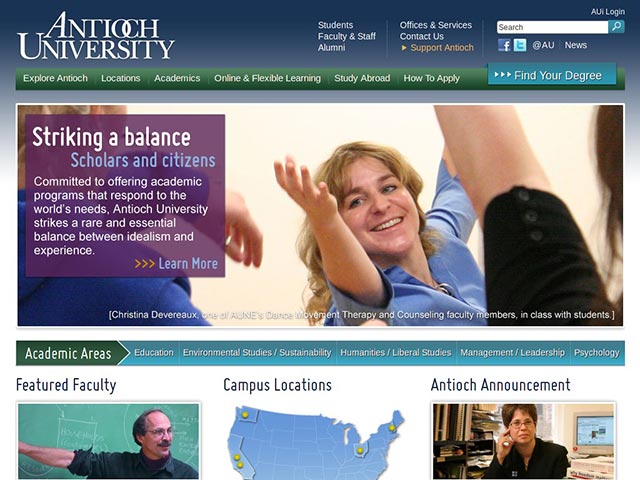 AUi Login
ANTIOCH
UNIVERSITY
Students
Faculty & Staff
Alumni
Offices & Services
Contact Us
Support Antioch
Search
@AU
News
Explore Antioch
Locations
Academics
Online & Flexible Learning
Study Abroad
How To Apply
Find Your Degree
Striking a balance
Scholars and citizens
Committed to offering academic
programs that respond to the
world's needs, Antioch University
strikes a rare and essential
balance between idealism and
experience.
>>> Learn More
[Christina Devereaux, one of AUNE's Dance Movement Therapy and Counseling faculty members, in class with students.]
Academic Areas
Education
Environmental Studies / Sustainability
Humanities / Liberal Studies
Management / Leadership
Psychology
Featured Faculty
Campus Locations
Antioch Announcement